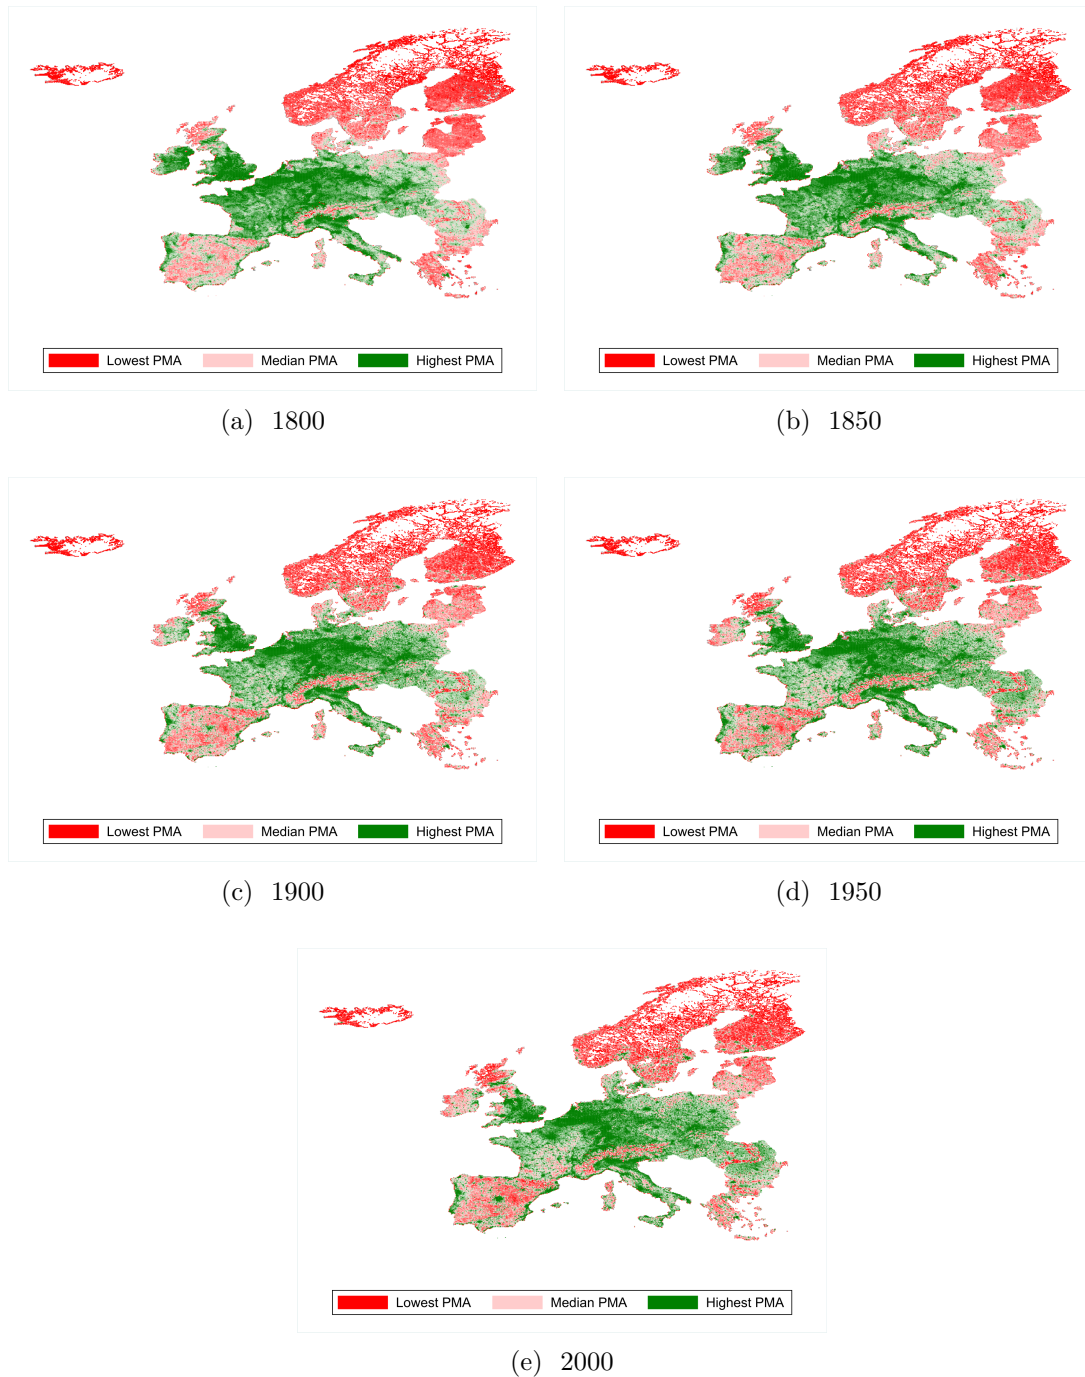 Lowest PMA Median PMA Highest PMA
Lowest PMA Median PMA Highest PMA
(a) 1800
(b) 1850
Lowest PMA Median PMA Highest PMA
Lowest PMA Median PMA Highest PMA
(c) 1900
(d) 1950
Lowest PMA Median PMA Highest PMA
(e) 2000